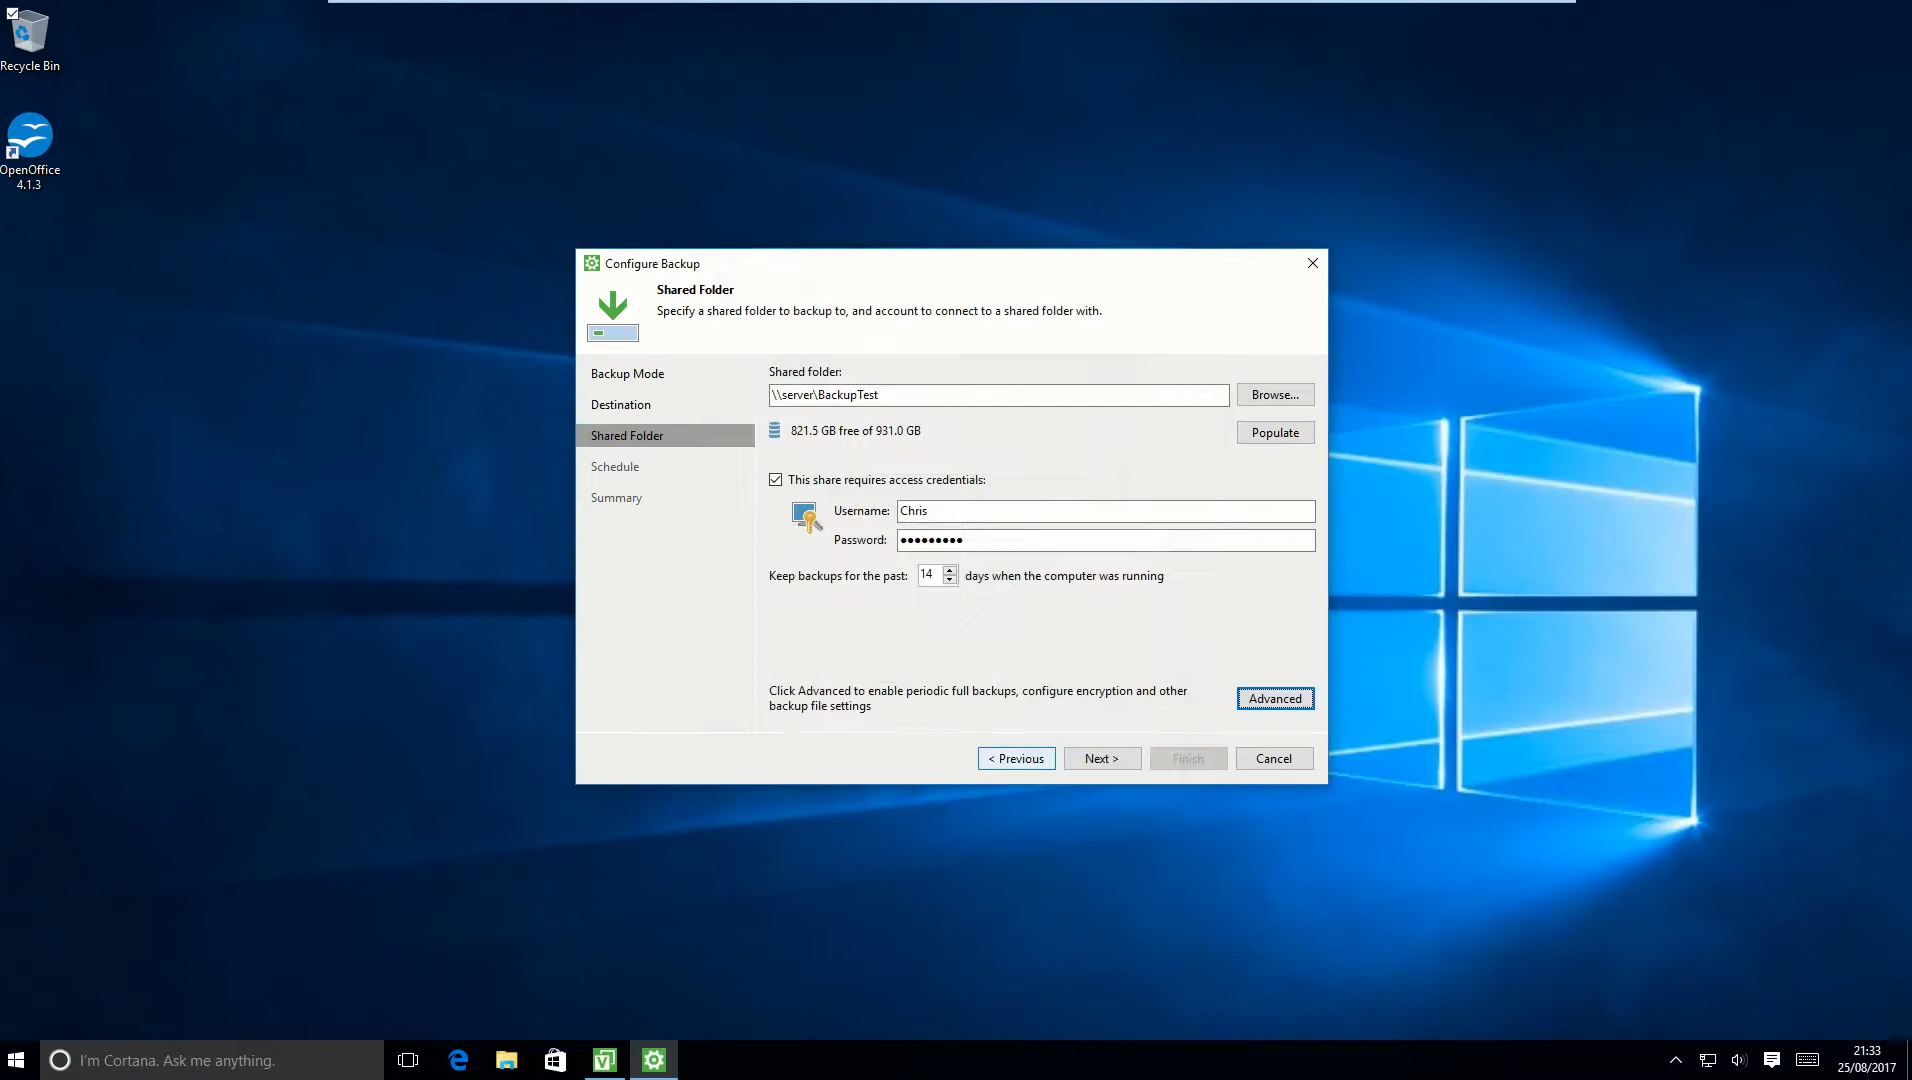 Recycle Bin
OpenOffice
4.1.3
Configure Backup
Shared Folder
Specify a shared folder to backup to, and account to connect to a shared folder with.
Backup Mode
Destination
Shared Folder
Schedule
Summary
Shared folder:
\\server\BackupTest
Browse...
821.5 GB free of 931.0 GB
Populate
This share requires access credentials:
Username: Chris
Password: •••••••••
Keep backups for the past: 14 days when the computer was running
Click Advanced to enable periodic full backups, configure encryption and other
backup file settings
Advanced
< Previous
Next >
Finish
Cancel
I'm Cortana. Ask me anything.
21:33
25/08/2017